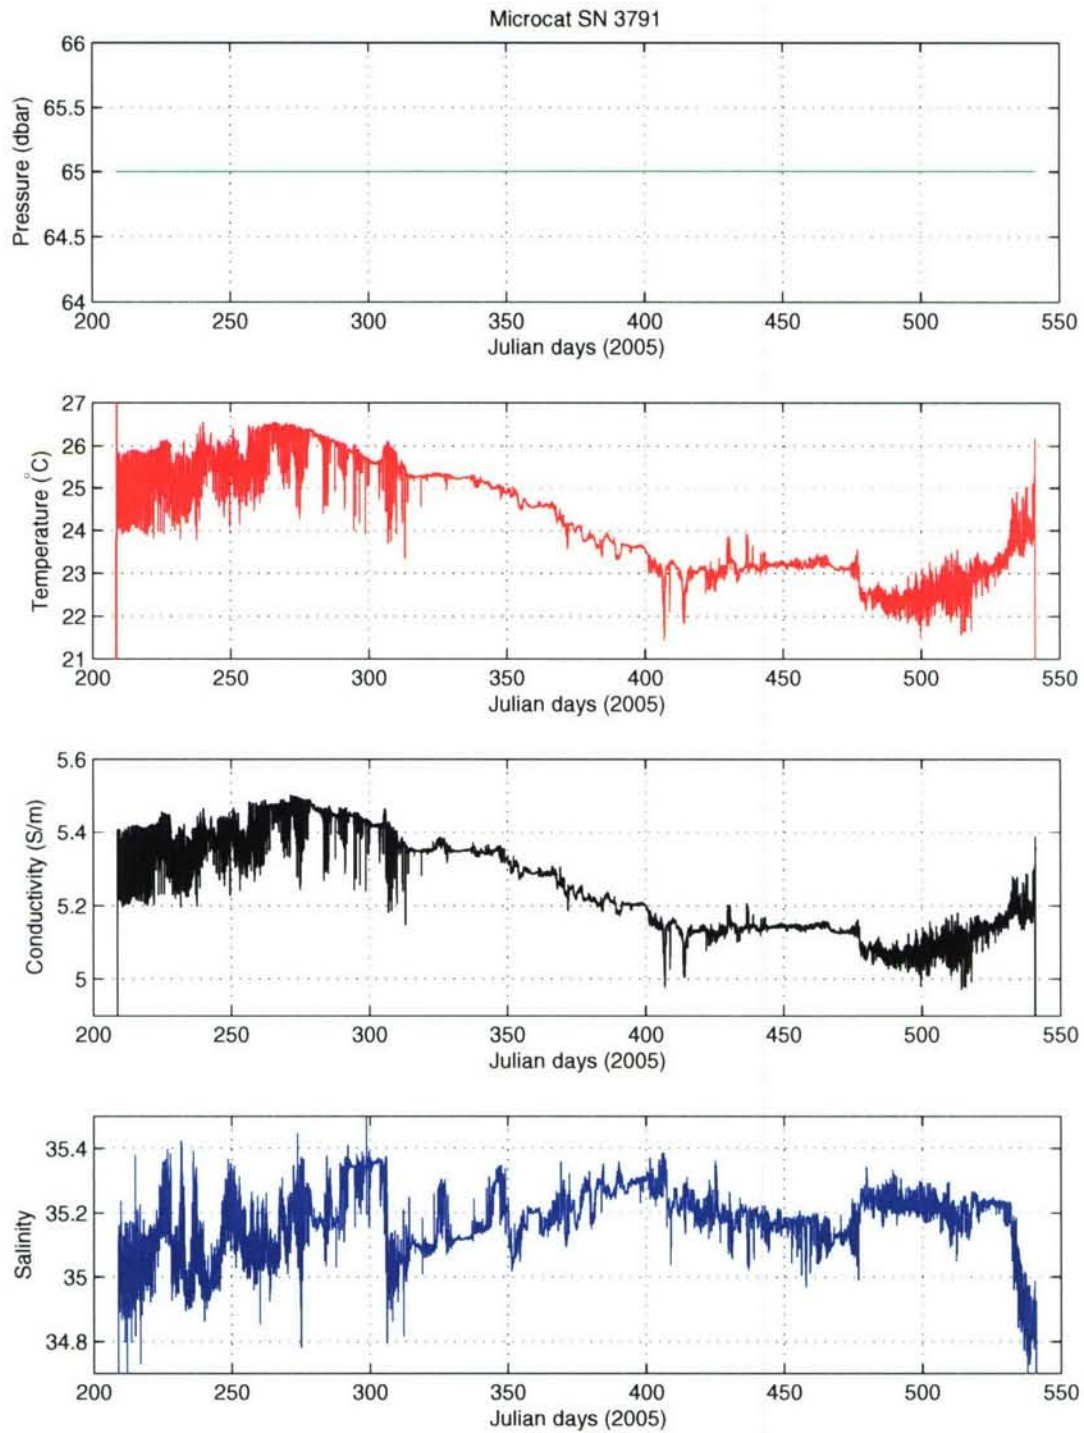 Microcat SN 3791
66
65.5
65
64.5
64
Pressure (dbar)
200 250 300 350 400 450 500 550
Julian days (2005)
27
26
25
24
23
22
21
Temperature (°C)
200 250 300 350 400 450 500 550
Julian days (2005)
5.6
5.4
5.2
5
Conductivity (S/m)
200 250 300 350 400 450 500 550
Julian days (2005)
35.4
35.2
35
34.8
Salinity
200 250 300 350 400 450 500 550
Julian days (2005)